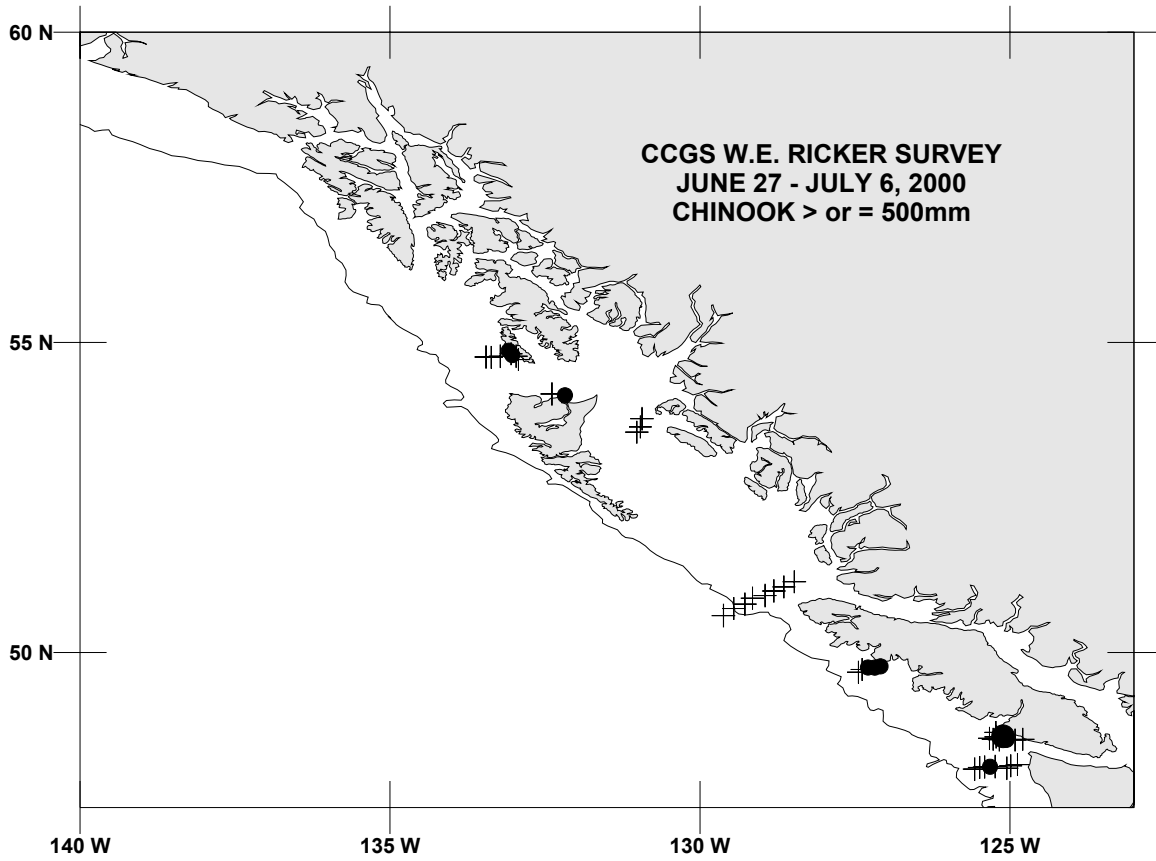 60 N
CCGS W.E. RICKER SURVEY
JUNE 27 - JULY 6, 2000
CHINOOK > or = 500mm
55 N
50 N
140 W
135 W
130 W
125 W